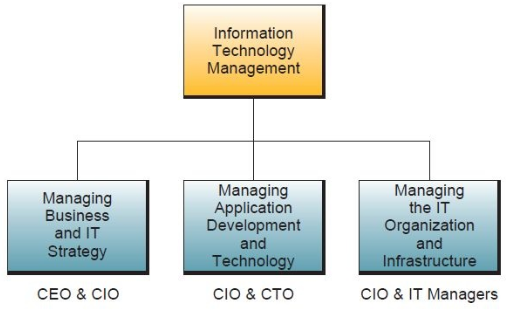 Information
Technology
Management
Managing
Business
and IT
Strategy
Managing
Application
Development
and
Technology
Managing
the IT
Organization
and
Infrastructure
CEO & CIO
CIO & CTO
CIO & IT Managers